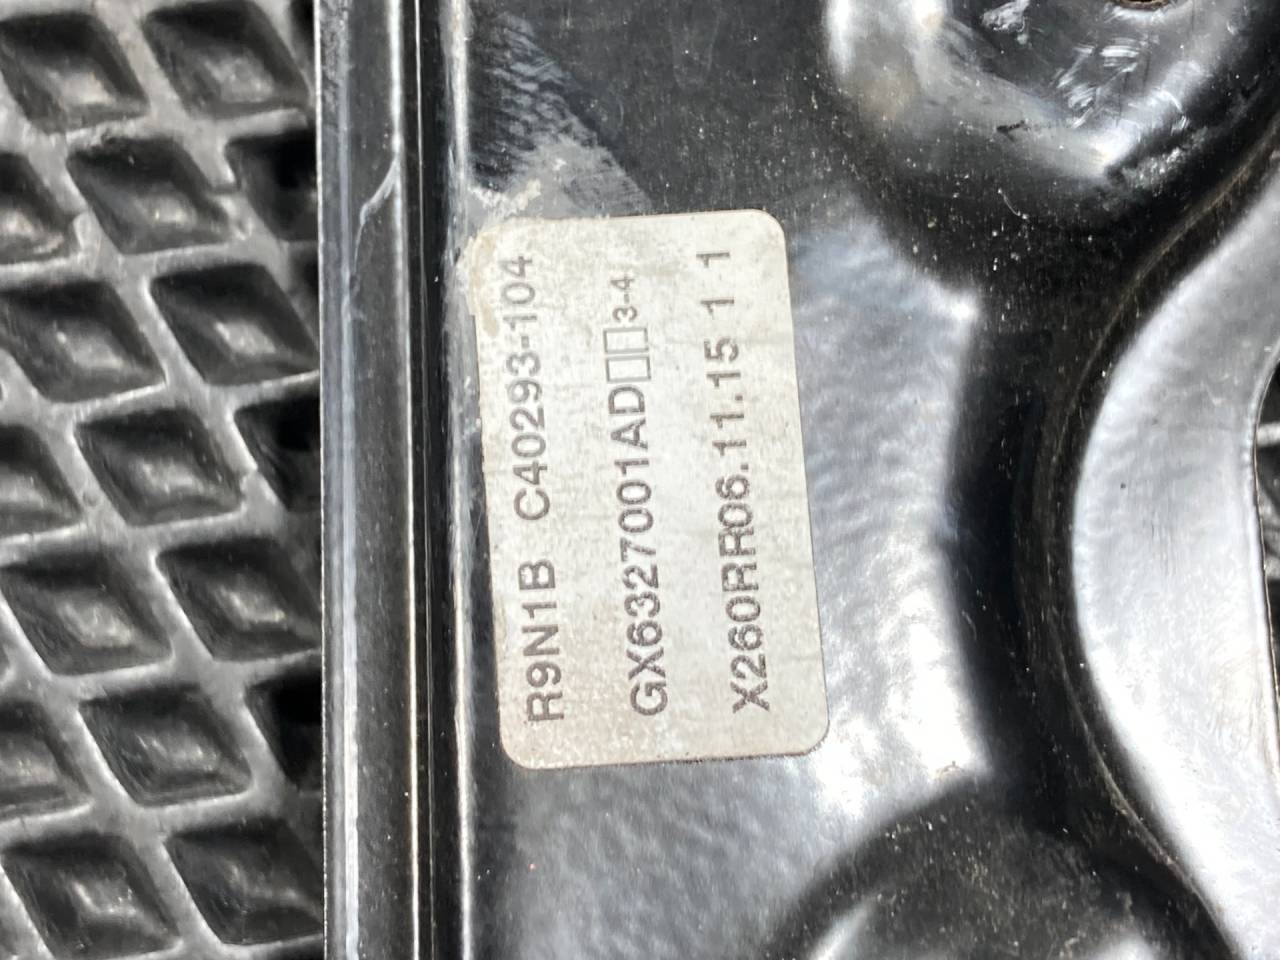 R9N1B C40293-104
GX6327001AD▯▯3-4
X260RR06.11.15 1 1